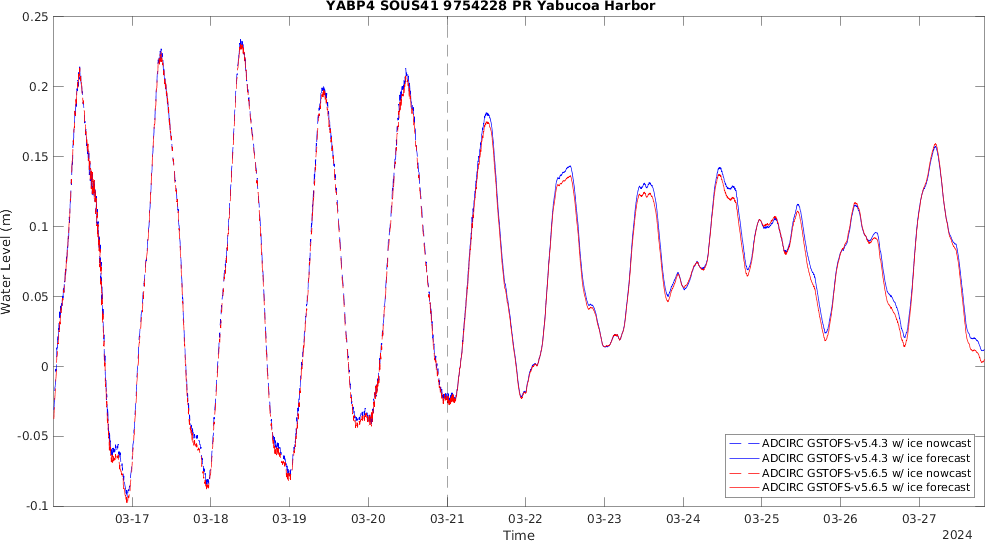 YABP4 SOUS41 9754228 PR Yabucoa Harbor
0.25
0.2
0.15
0.1
0.05
0
-0.05
-0.1
Water Level (m)
ADCIRC GSTOFS-v5.4.3 w/ ice nowcast
ADCIRC GSTOFS-v5.4.3 w/ ice forecast
ADCIRC GSTOFS-v5.6.5 w/ ice nowcast
ADCIRC GSTOFS-v5.6.5 w/ ice forecast
03-17 03-18 03-19 03-20 03-21 03-22 03-23 03-24 03-25 03-26 03-27
Time
2024